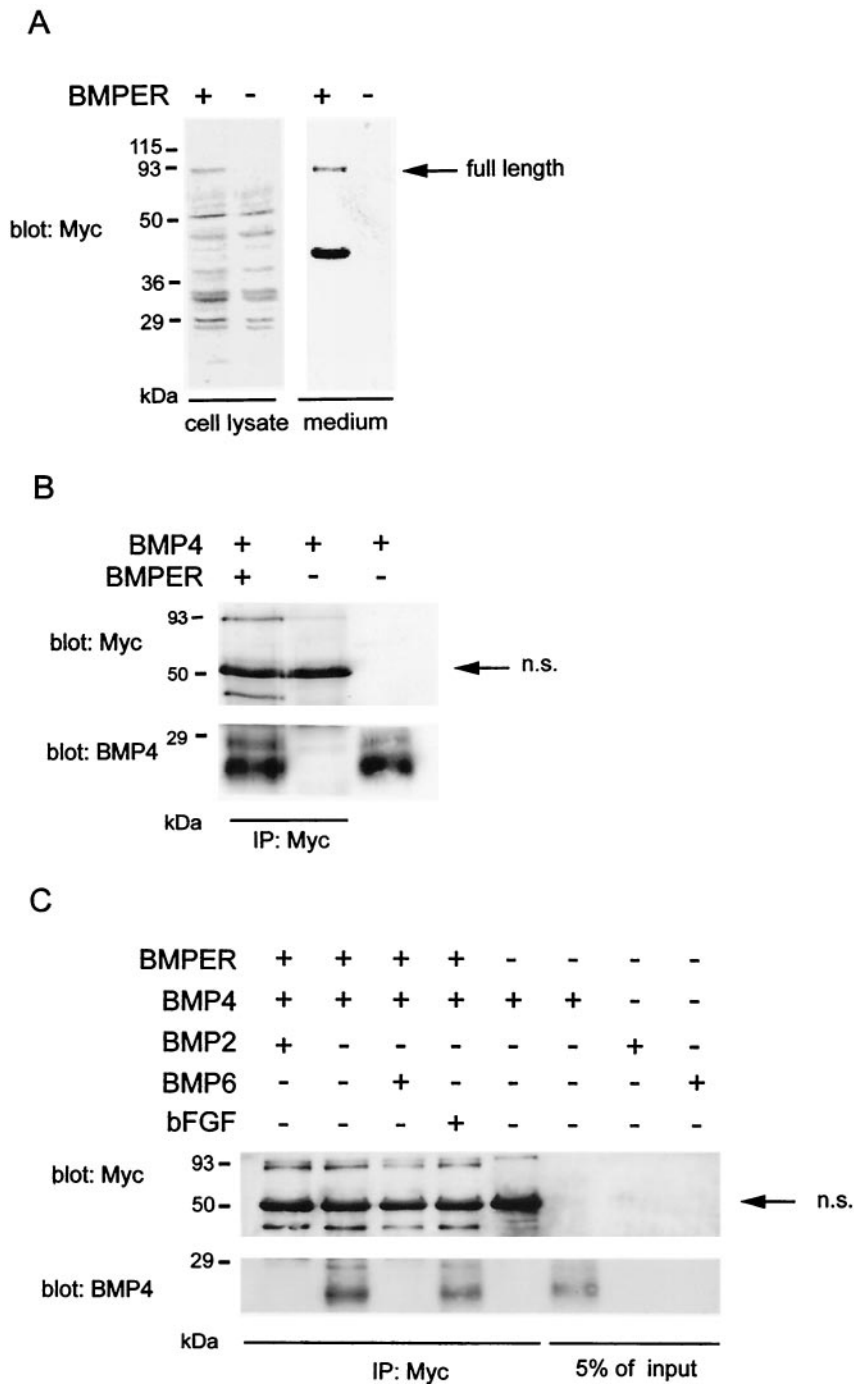 A
BMPER + - + -
115
93
full length
blot: Myc
50
36
29
kDa
cell lysate medium
B
BMP4 + + +
BMPER + - -
93
blot: Myc
50
n.s.
29
blot: BMP4
kDa
IP: Myc
C
BMPER + + + + - - - -
BMP4 + + + + + + - -
BMP2 + - - - - - + -
BMP6 - - + - - - - +
bFGF - - - + - - - -
93
blot: Myc
50
n.s.
29
blot: BMP4
kDa
IP: Myc 5% of input